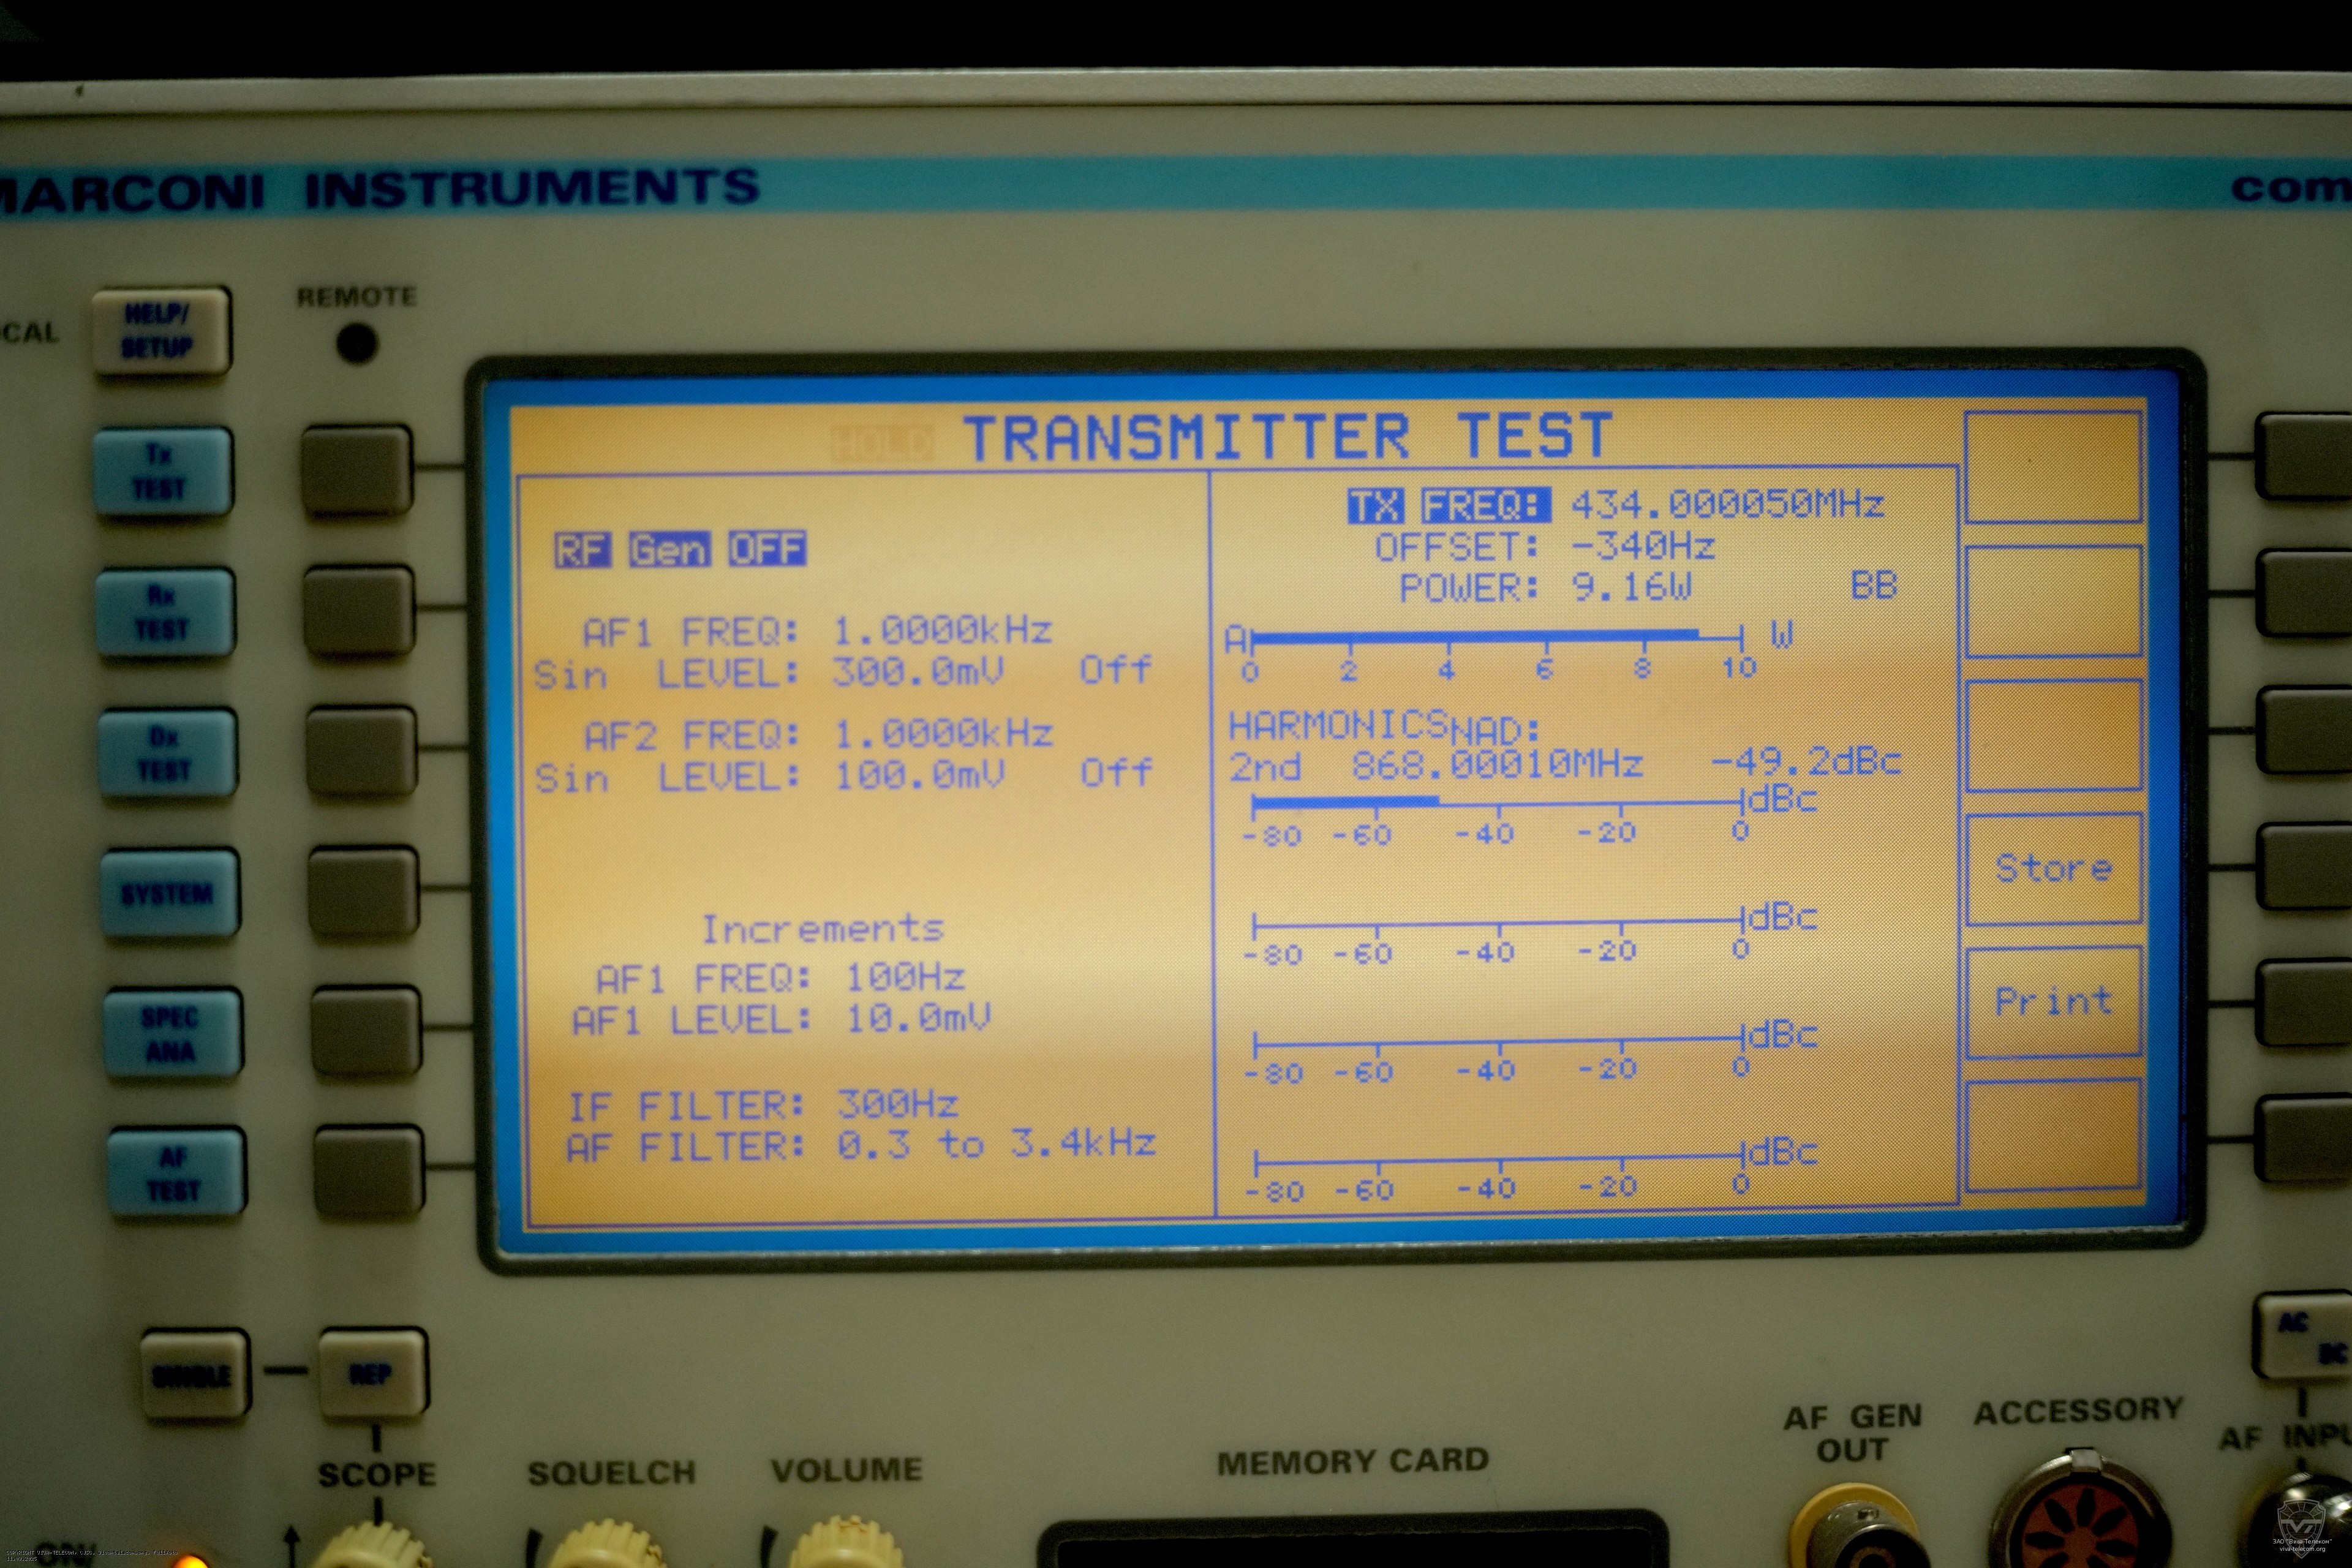 MARCONI INSTRUMENTS
com
CAL
HELP/
SETUP
REMOTE
Tx
TEST
Rx
TEST
Dx
TEST
SYSTEM
SPEC
ANA
AF
TEST
HOLD TRANSMITTER TEST
RF Gen OFF
AF1 FREQ: 1.0000kHz
Sin LEVEL: 300.0mV Off
AF2 FREQ: 1.0000kHz
Sin LEVEL: 100.0mV Off
Increments
AF1 FREQ: 100Hz
AF1 LEVEL: 10.0mV
IF FILTER: 300Hz
AF FILTER: 0.3 to 3.4kHz
TX FREQ: 434.000050MHz
OFFSET: -340Hz
POWER: 9.16W BB
A W
0 2 4 6 8 10
HARMONICS NAD:
2nd 868.00010MHz -49.2dBc
dBc
-80 -60 -40 -20 0
dBc
-80 -60 -40 -20 0
dBc
-80 -60 -40 -20 0
dBc
-80 -60 -40 -20 0
Store
Print
SINGLE
REP
AC
DC
SCOPE
SQUELCH
VOLUME
MEMORY CARD
AF GEN
OUT
ACCESSORY
AF INPU
ЗАО "Вива-Телеком"
viva-telecom.org